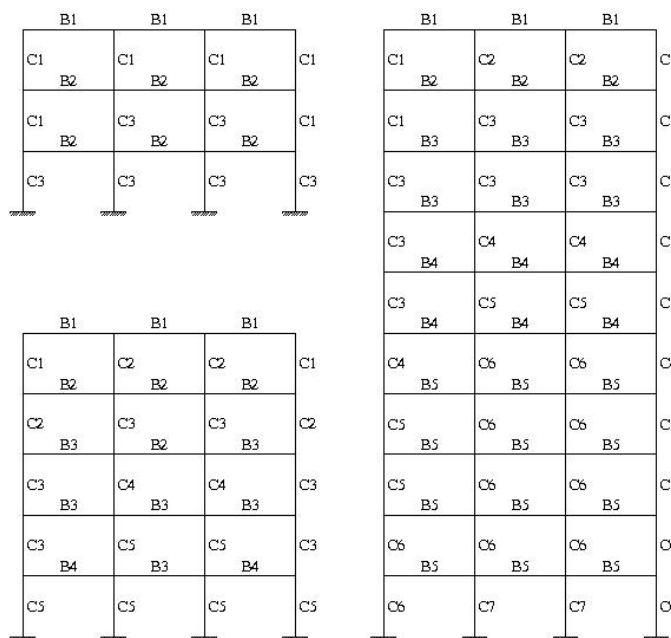 B1 B1 B1
C1 C1 C1 C1
B2 B2 B2
C1 C3 C3 C1
B2 B2 B2
C3 C3 C3 C3
B1 B1 B1
C1 C2 C2 C1
B2 B2 B2
C2 C3 C3 C2
B3 B2 B3
C3 C4 C4 C3
B3 B3 B3
C3 C5 C5 C3
B4 B3 B4
C5 C5 C5 C5
B1 B1 B1
C1 C2 C2
B2 B2 B2
C1 C3 C3
B3 B3 B3
C3 C3 C3
B3 B3 B3
C3 C4 C4
B4 B4 B4
C3 C5 C5
B4 B4 B4
C4 C6 C6
B5 B5 B5
C5 C6 C6
B5 B5 B5
C5 C6 C6
B5 B5 B5
C6 C6 C6
B5 B5 B5
C6 C7 C7